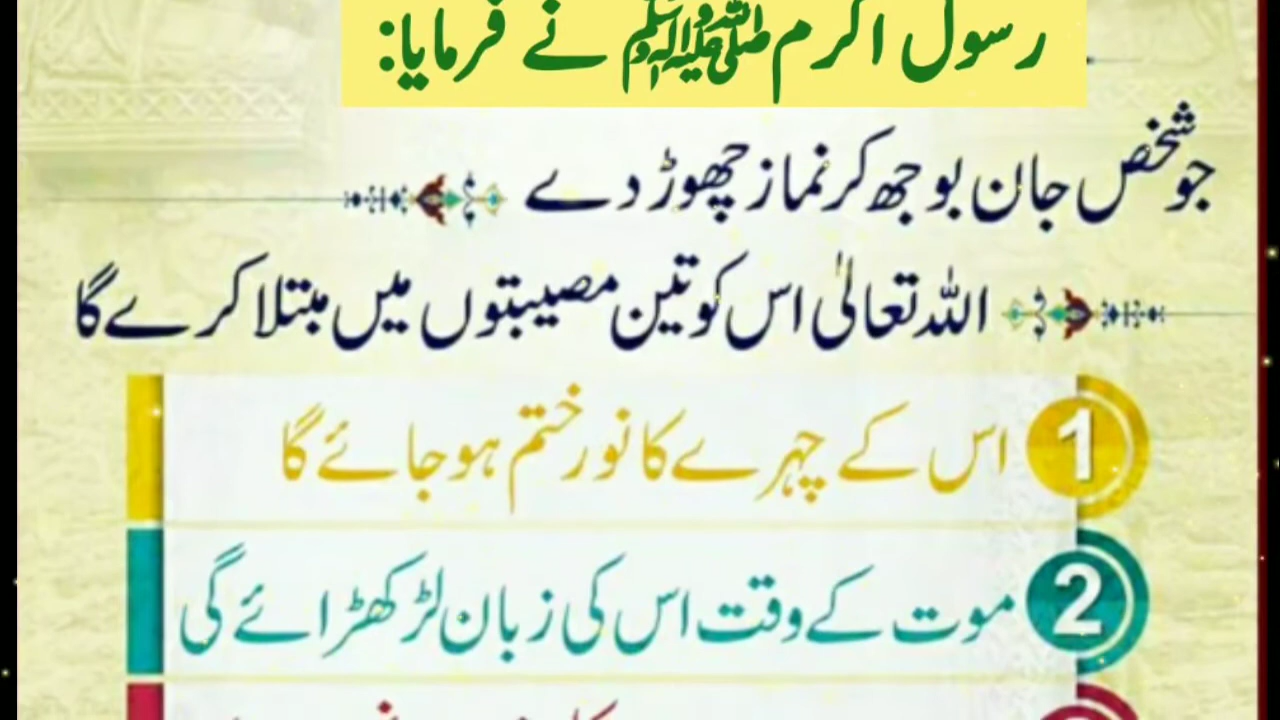 رسول اکرم ﷺ نے فرمایا:
جو شخص جان بوجھ کر نماز چھوڑ دے
اللہ تعالیٰ اس کو تین مصیبتوں میں مبتلا کرے گا
1 اس کے چہرے کا نور ختم ہو جائے گا
2 موت کے وقت اس کی زبان لڑکھڑائے گی